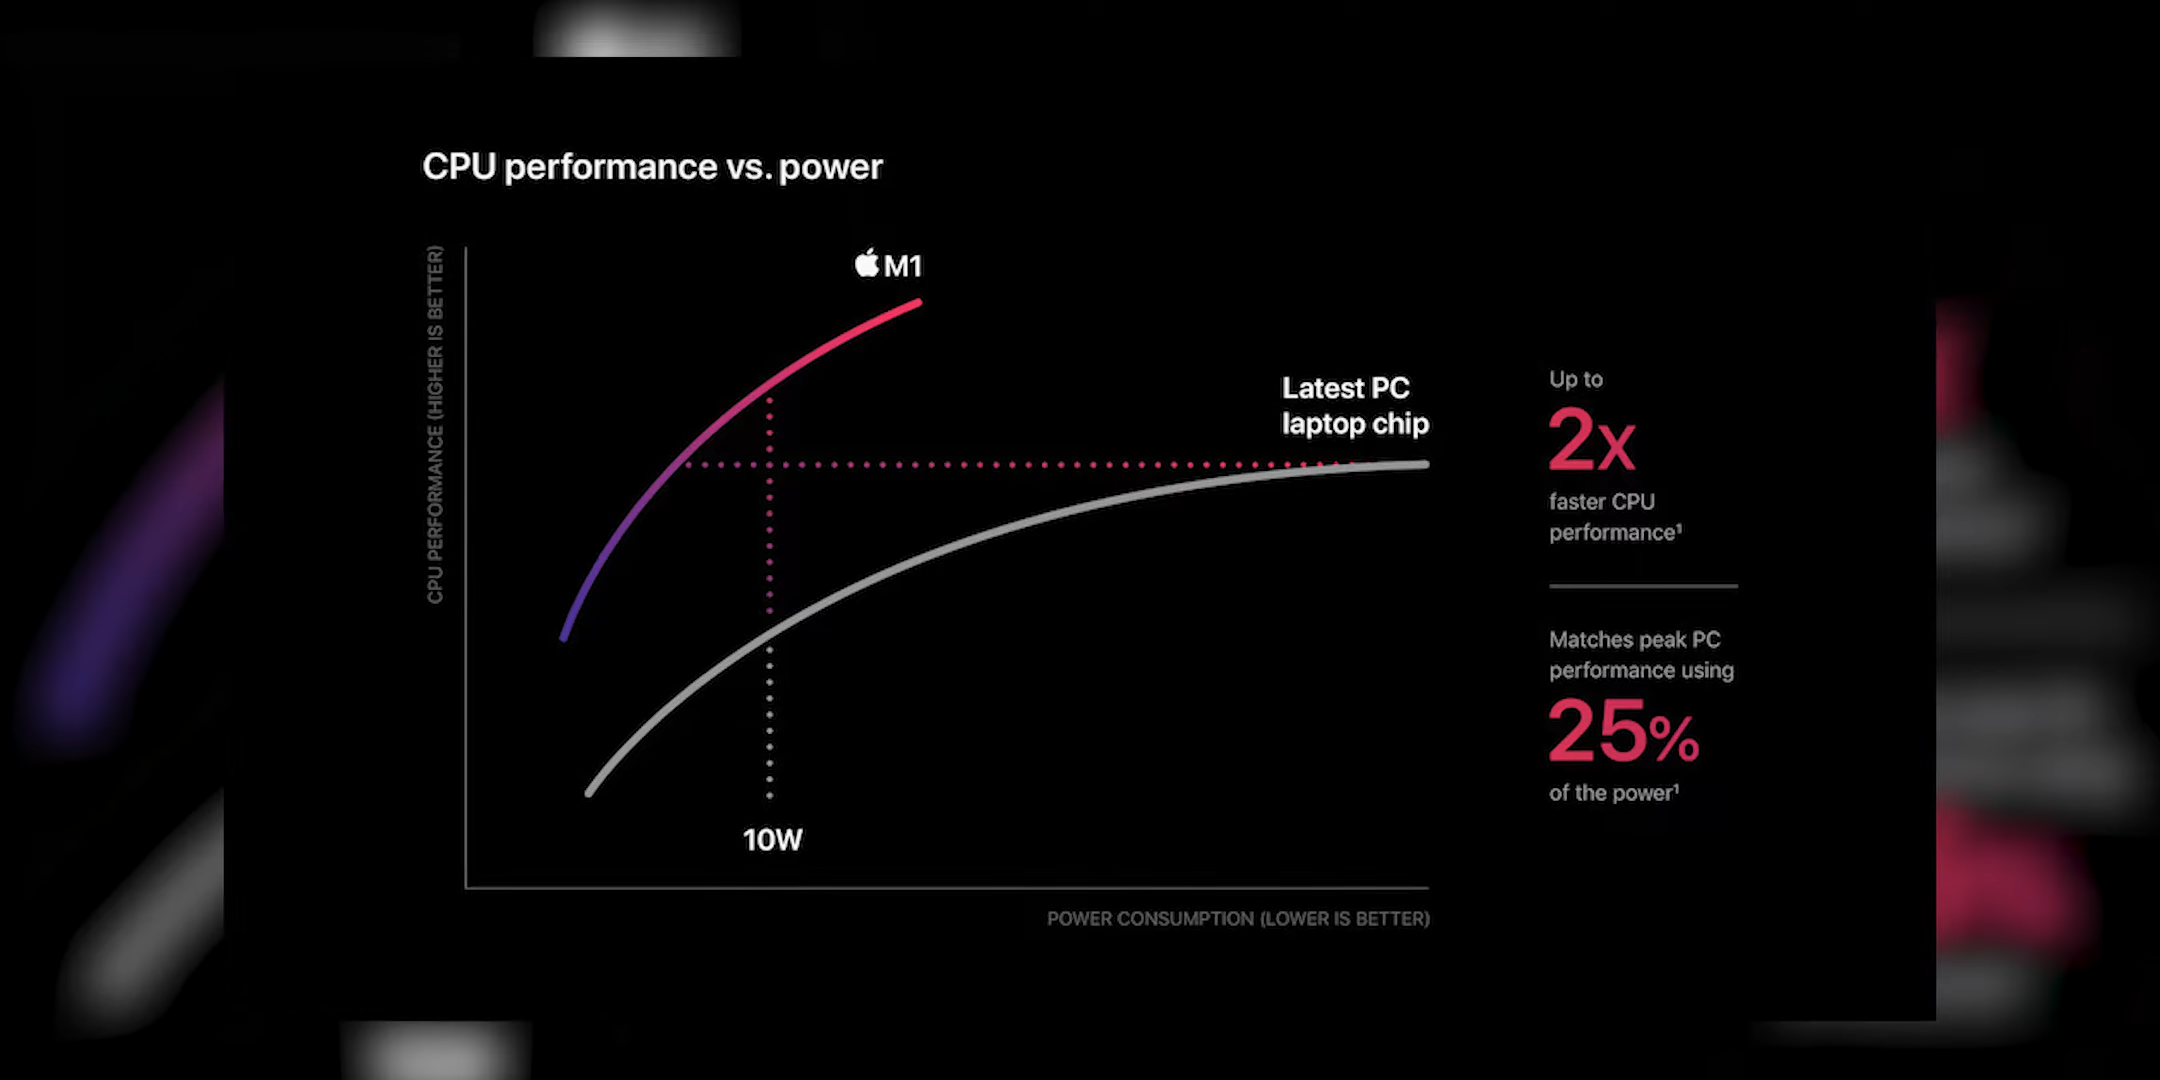 CPU performance vs. power
CPU PERFORMANCE (HIGHER IS BETTER)
M1
Latest PC
laptop chip
10W
POWER CONSUMPTION (LOWER IS BETTER)
Up to
2x
faster CPU
performance¹
Matches peak PC
performance using
25%
of the power¹